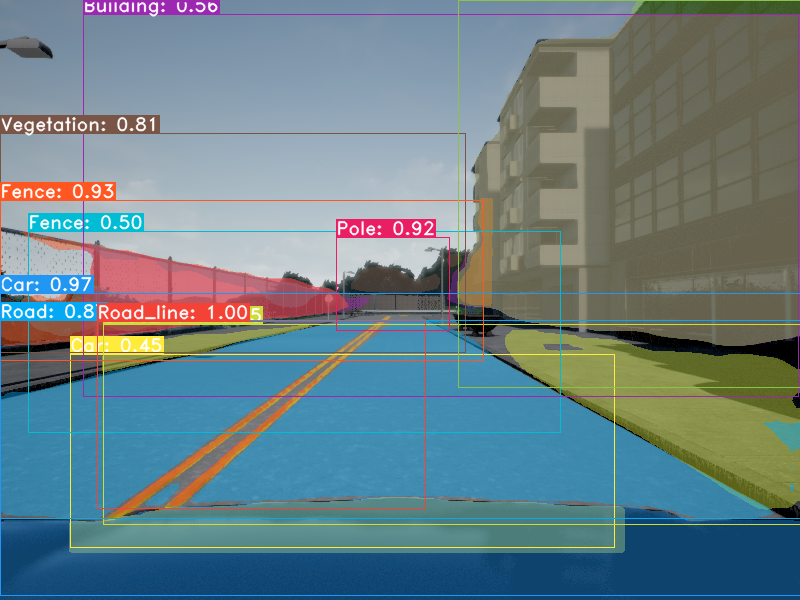 Building: 0.56
Vegetation: 0.81
Fence: 0.93
Fence: 0.50
Pole: 0.92
Car: 0.97
Road: 0.8
Road_line: 1.00
5
Car: 0.45